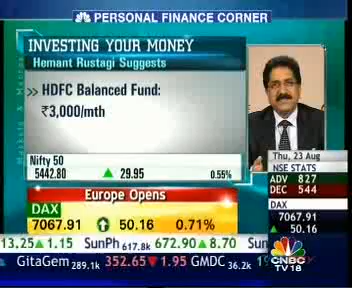 PERSONAL FINANCE CORNER
INVESTING YOUR MONEY
Hemant Rustagi Suggests
>> HDFC Balanced Fund:
₹3,000/mth
Markets & Macros
Nifty 50
5442.80 ▲ 29.95 0.55%
Europe Opens
DAX
7067.91 50.16 0.71%
Thu, 23 Aug
NSE STATS
ADV 827
DEC 544
DAX
7067.91
▲ 50.16
13.25 ▲ 1.15 SunPh 617.8k 672.90 ▲ 8.70 S
GitaGem 289.1k 352.65 ▼ 1.95 GMDC 36.2k 1
CNBC
TV18